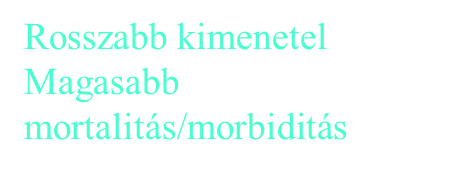 Rosszabb kimenetel
Magasabb
mortalitás/morbiditás